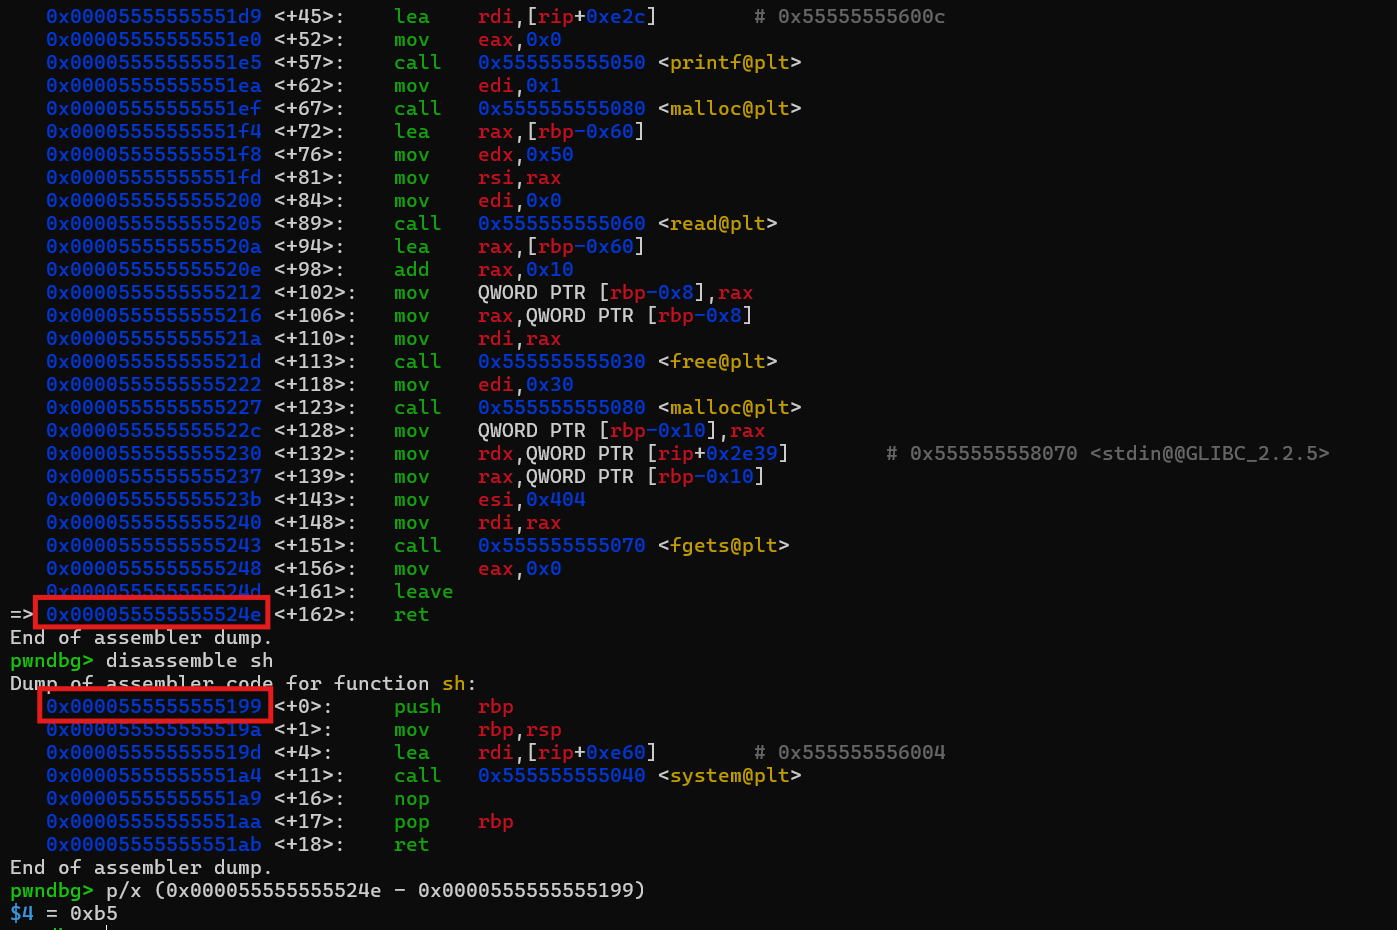 0x00005555555551d9 <+45>: lea rdi,[rip+0xe2c] # 0x55555555600c
0x00005555555551e0 <+52>: mov eax,0x0
0x00005555555551e5 <+57>: call 0x555555555050 <printf@plt>
0x00005555555551ea <+62>: mov edi,0x1
0x00005555555551ef <+67>: call 0x555555555080 <malloc@plt>
0x00005555555551f4 <+72>: lea rax,[rbp-0x60]
0x00005555555551f8 <+76>: mov edx,0x50
0x00005555555551fd <+81>: mov rsi,rax
0x0000555555555200 <+84>: mov edi,0x0
0x0000555555555205 <+89>: call 0x555555555060 <read@plt>
0x000055555555520a <+94>: lea rax,[rbp-0x60]
0x000055555555520e <+98>: add rax,0x10
0x0000555555555212 <+102>: mov QWORD PTR [rbp-0x8],rax
0x0000555555555216 <+106>: mov rax,QWORD PTR [rbp-0x8]
0x000055555555521a <+110>: mov rdi,rax
0x000055555555521d <+113>: call 0x555555555030 <free@plt>
0x0000555555555222 <+118>: mov edi,0x30
0x0000555555555227 <+123>: call 0x555555555080 <malloc@plt>
0x000055555555522c <+128>: mov QWORD PTR [rbp-0x10],rax
0x0000555555555230 <+132>: mov rdx,QWORD PTR [rip+0x2e39] # 0x555555558070 <stdin@@GLIBC_2.2.5>
0x0000555555555237 <+139>: mov rax,QWORD PTR [rbp-0x10]
0x000055555555523b <+143>: mov esi,0x404
0x0000555555555240 <+148>: mov rdi,rax
0x0000555555555243 <+151>: call 0x555555555070 <fgets@plt>
0x0000555555555248 <+156>: mov eax,0x0
0x000055555555524d <+161>: leave
=> 0x000055555555524e <+162>: ret
End of assembler dump.
pwndbg> disassemble sh
Dump of assembler code for function sh:
0x0000555555555199 <+0>: push rbp
0x000055555555519a <+1>: mov rbp,rsp
0x000055555555519d <+4>: lea rdi,[rip+0xe60] # 0x555555556004
0x00005555555551a4 <+11>: call 0x555555555040 <system@plt>
0x00005555555551a9 <+16>: nop
0x00005555555551aa <+17>: pop rbp
0x00005555555551ab <+18>: ret
End of assembler dump.
pwndbg> p/x (0x000055555555524e - 0x0000555555555199)
$4 = 0xb5